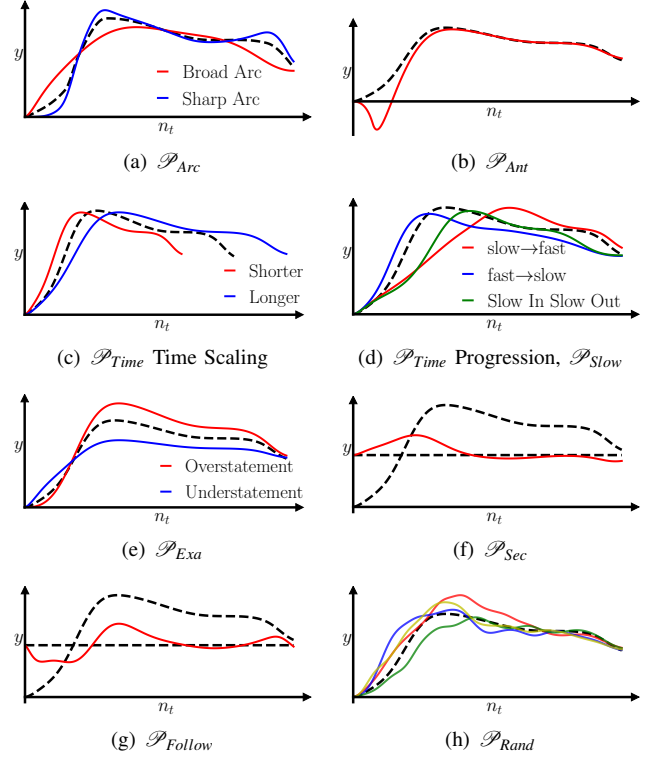 y
Broad Arc
Sharp Arc
n_t
(a) 𝒫_Arc
y
n_t
(b) 𝒫_Ant
y
Shorter
Longer
n_t
(c) 𝒫_Time Time Scaling
y
slow→fast
fast→slow
Slow In Slow Out
n_t
(d) 𝒫_Time Progression, 𝒫_Slow
y
Overstatement
Understatement
n_t
(e) 𝒫_Exa
y
n_t
(f) 𝒫_Sec
y
n_t
(g) 𝒫_Follow
y
n_t
(h) 𝒫_Rand